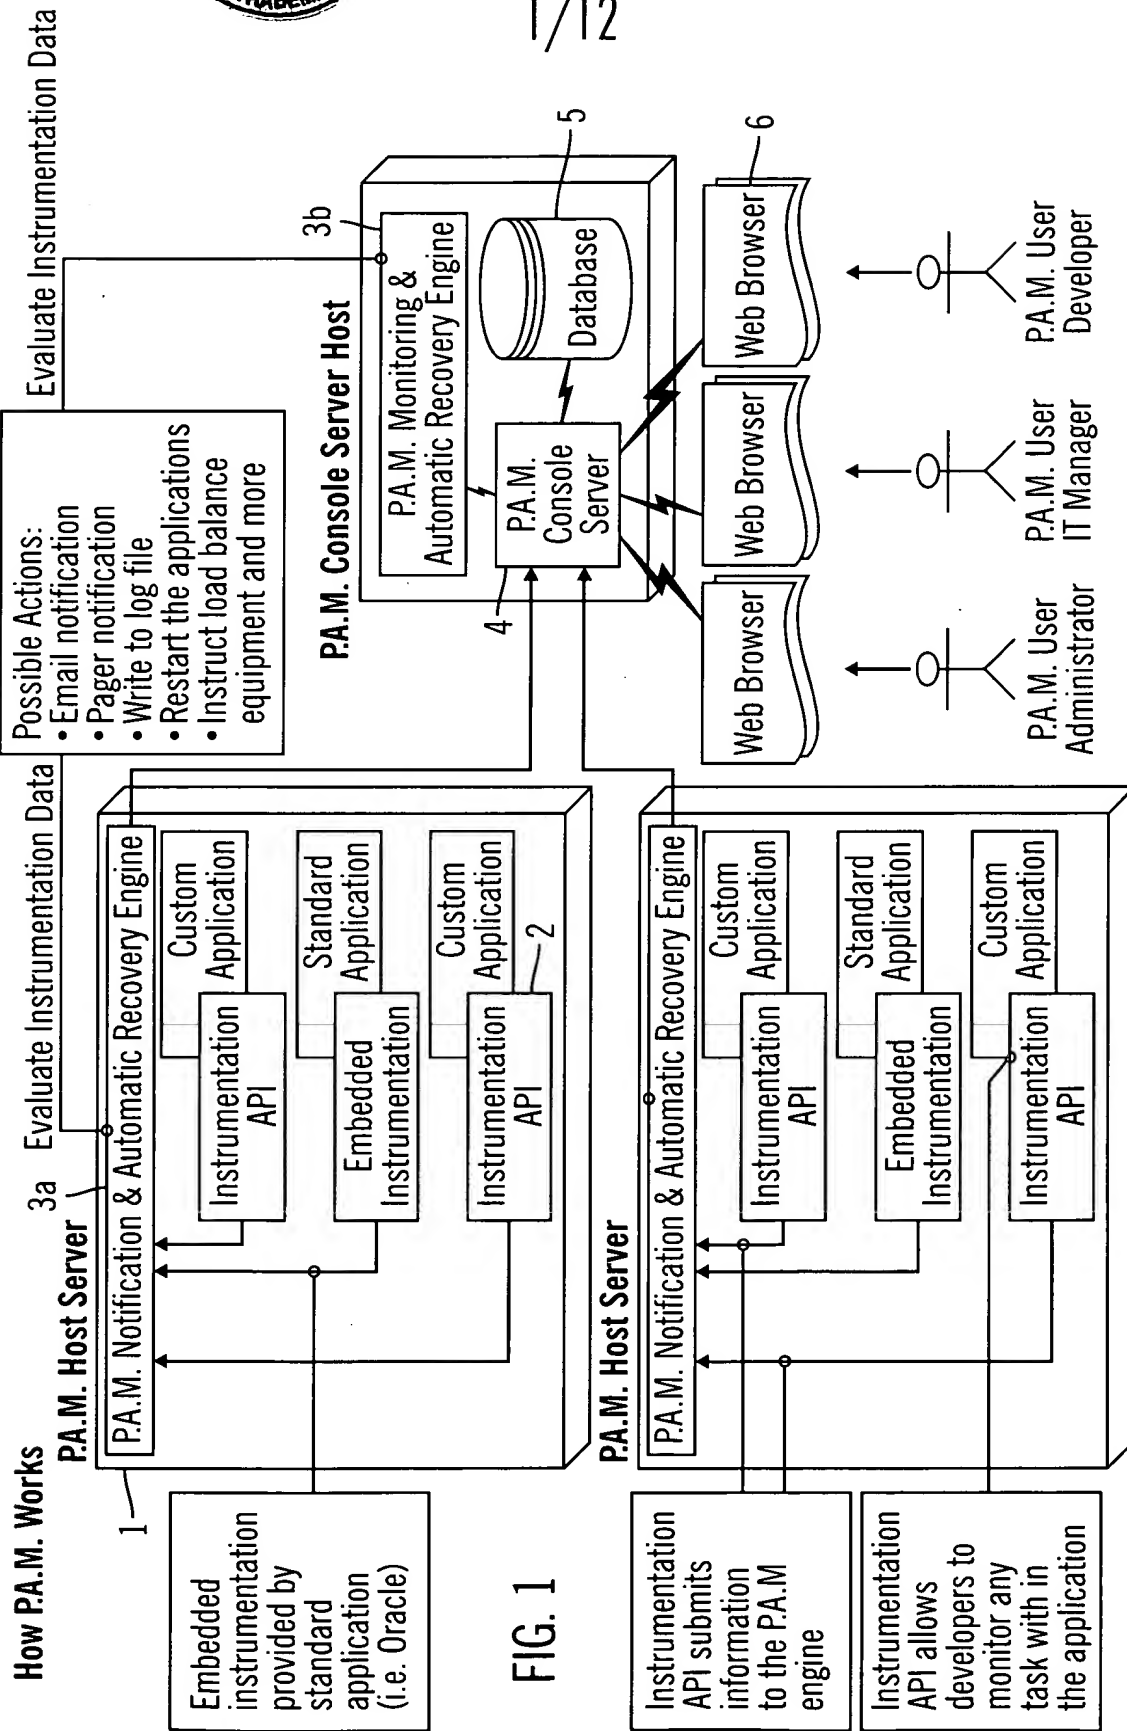 1/12
How P.A.M. Works
P.A.M. Host Server
3a
Evaluate Instrumentation Data
Possible Actions:
• Email notification
• Pager notification
• Write to log file
• Restart the applications
• Instruct load balance
equipment and more
Evaluate Instrumentation Data
1
P.A.M. Notification & Automatic Recovery Engine
Custom
Application
Instrumentation
API
Standard
Application
Embedded
Instrumentation
Custom
Application
Instrumentation
API
2
Embedded
instrumentation
provided by
standard
application
(i.e. Oracle)
P.A.M. Console Server Host
3b
P.A.M. Monitoring &
Automatic Recovery Engine
4
P.A.M.
Console
Server
Database
5
FIG. 1
P.A.M. Host Server
P.A.M. Notification & Automatic Recovery Engine
Custom
Application
Instrumentation
API
Standard
Application
Embedded
Instrumentation
Custom
Application
Instrumentation
API
Instrumentation
API submits
information
to the P.A.M
engine
Instrumentation
API allows
developers to
monitor any
task with in
the application
Web Browser
Web Browser
Web Browser
6
P.A.M. User
Administrator
P.A.M. User
IT Manager
P.A.M. User
Developer